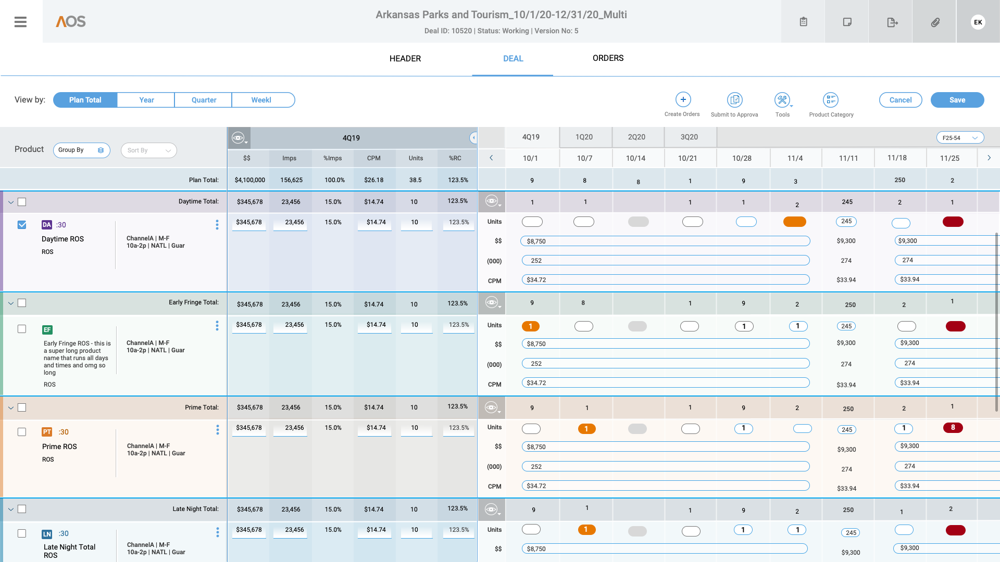 AOS
Arkansas Parks and Tourism_10/1/20-12/31/20_Multi
Deal ID: 10520 | Status: Working | Version No: 5
EK
HEADER DEAL ORDERS
View by: Plan Total Year Quarter Weekl
Create Orders Submit to Approva Tools Product Category Cancel Save
Product Group By Sort By
4Q19
4Q19 1Q20 2Q20 3Q20 F25-54
$$ Imps %Imps CPM Units %RC
10/1 10/7 10/14 10/21 10/28 11/4 11/11 11/18 11/25
Plan Total: $4,100,000 156,625 100.0% $26.18 38.5 123.5% 9 8 8 1 9 3 250 2
Daytime Total: $345,678 23,456 15.0% $14.74 10 123.5% 1 1 1 1 2 245 2 1
DA :30 $345,678 23,456 15.0% $14.74 10 123.5% Units 245
Daytime ROS
ROS
ChannelA | M-F
10a-2p | NATL | Guar
$$ $8,750 $9,300 $9,300
(000) 252 274 274
CPM $34.72 $33.94 $33.94
Early Fringe Total: $345,678 23,456 15.0% $14.74 10 123.5% 9 8 1 9 2 250 2 1
EF $345,678 23,456 15.0% $14.74 10 123.5% Units 1 1 1 245
Early Fringe ROS - this is
a super long product
name that runs all days
and times and omg so
long
ROS
ChannelA | M-F
10a-2p | NATL | Guar
$$ $8,750 $9,300 $9,300
(000) 252 274 274
CPM $34.72 $33.94 $33.94
Prime Total: $345,678 23,456 15.0% $14.74 10 123.5% 9 1 1 9 2 250 2 1
PT :30 $345,678 23,456 15.0% $14.74 10 123.5% Units 1 1 245 1 8
Prime ROS
ROS
ChannelA | M-F
10a-2p | NATL | Guar
$$ $8,750 $9,300 $9,300
(000) 252 274 274
CPM $34.72 $33.94 $33.94
Late Night Total: $345,678 23,456 15.0% $14.74 10 123.5% 9 1 1 9 2 250 1 2
LN :30 $345,678 23,456 15.0% $14.74 10 123.5% Units 1 1 1 245
Late Night Total
ROS
ChannelA | M-F
10a-2p | NATL | Guar
$$ $8,750 $9,300 $9,300